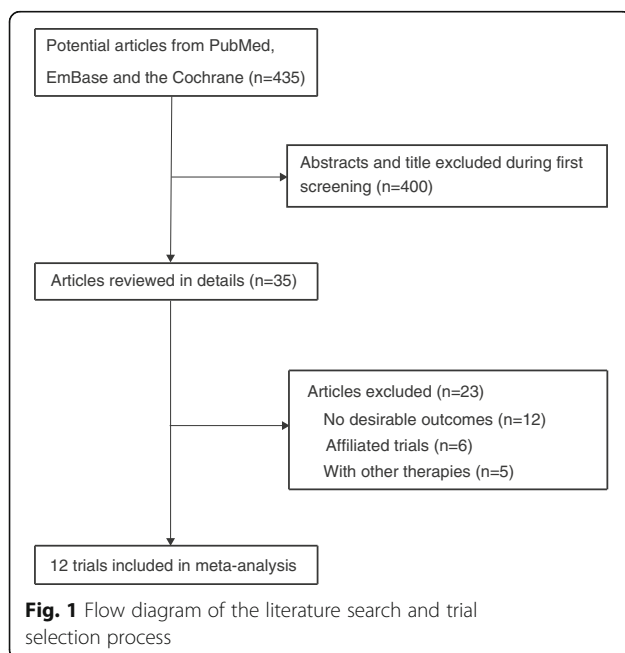 Potential articles from PubMed,
EmBase and the Cochrane (n=435)
Abstracts and title excluded during first
screening (n=400)
Articles reviewed in details (n=35)
Articles excluded (n=23)
No desirable outcomes (n=12)
Affiliated trials (n=6)
With other therapies (n=5)
12 trials included in meta-analysis
Fig. 1 Flow diagram of the literature search and trial
selection process